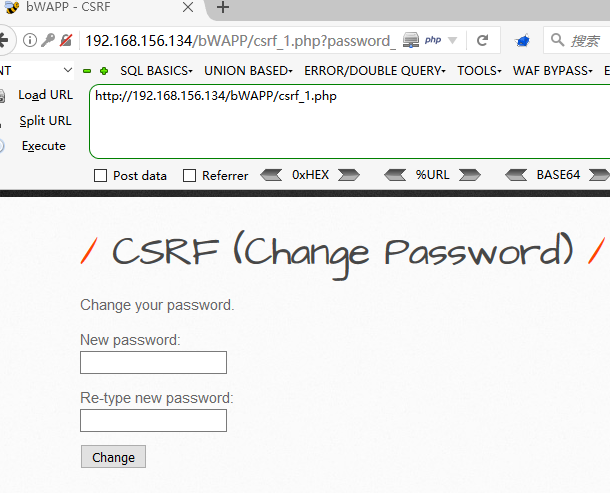 bWAPP - CSRF
192.168.156.134/bWAPP/csrf_1.php?password_ php 搜索
NT SQL BASICS UNION BASED ERROR/DOUBLE QUERY TOOLS WAF BYPASS E
Load URL http://192.168.156.134/bWAPP/csrf_1.php
Split URL
Execute
Post data Referrer 0xHEX %URL BASE64
/ CSRF (Change Password) /
Change your password.
New password:
Re-type new password:
Change